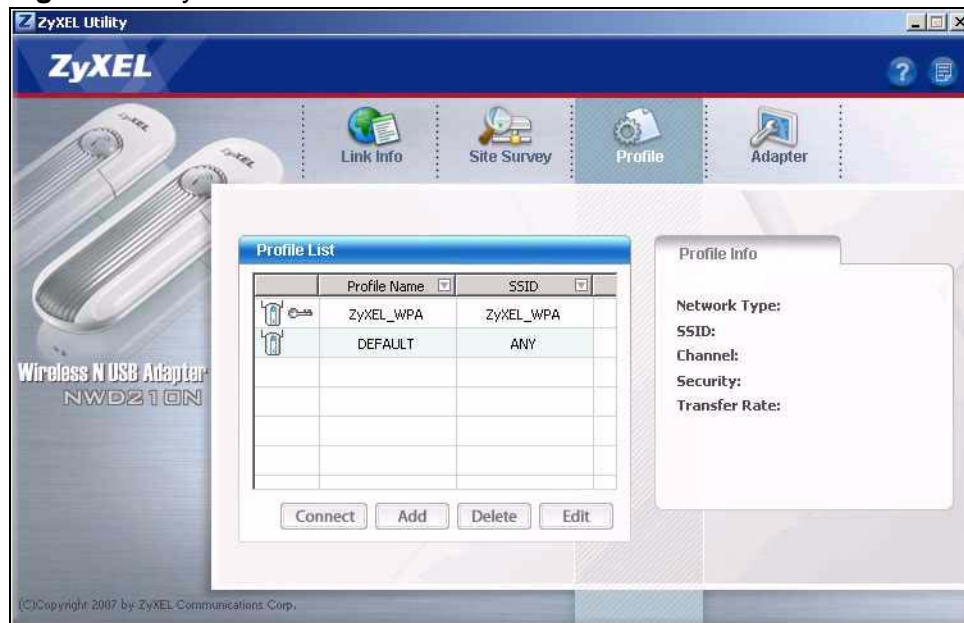 ZyXEL Utility
ZyXEL
Link Info
Site Survey
Profile
Adapter
ZyXEL
ZyXEL
Profile List
Profile Name SSID
ZyXEL_WPA ZyXEL_WPA
DEFAULT ANY
Connect Add Delete Edit
Profile Info
Network Type:
SSID:
Channel:
Security:
Transfer Rate:
Wireless N USB Adapter
NWD210N
(C)Copyright 2007 by ZyXEL Communications Corp.